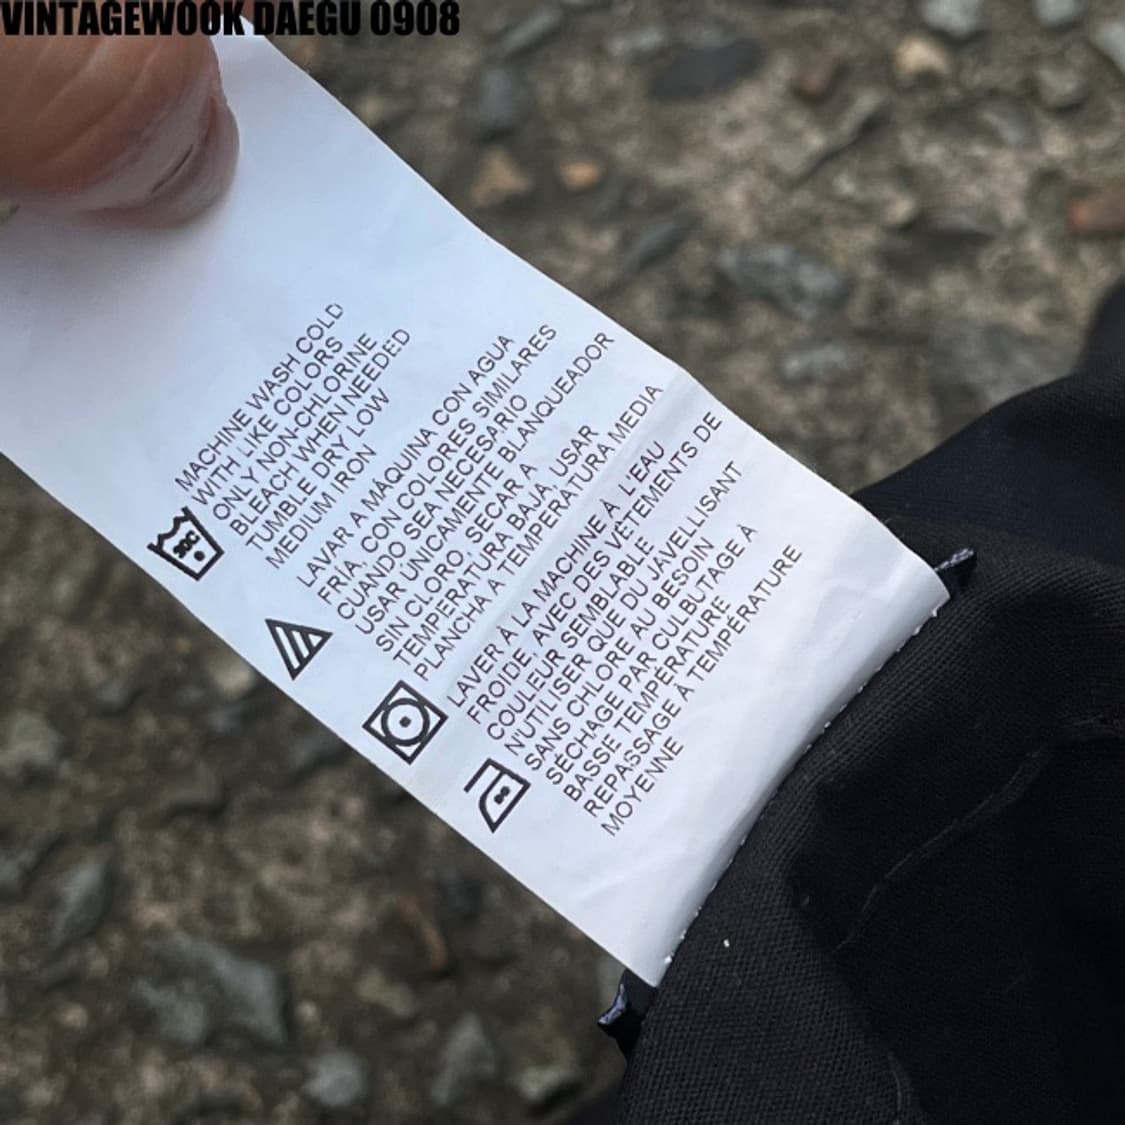 VINTAGEWOOK DAEGU 0908
MACHINE WASH COLD
WITH LIKE COLORS
ONLY NON-CHLORINE
BLEACH WHEN NEEDED
TUMBLE DRY LOW
MEDIUM IRON
LAVAR A MAQUINA CON AGUA
FRÍA, CON COLORES SIMILARES
CUANDO SEA NECESARIO
USAR ÚNICAMENTE BLANQUEADOR
SIN CLORO, SECAR A
TEMPERATURA BAJA, USAR
PLANCHA A TEMPERATURA MEDIA
LAVER À LA MACHINE À L'EAU
FROIDE, AVEC DES VÊTEMENTS DE
COULEUR SEMBLABLE
N'UTILISER QUE DU JAVELLISANT
SANS CHLORE AU BESOIN
SÉCHAGE PAR CULBUTAGE À
BASSE TEMPÉRATURE
REPASSAGE À TEMPÉRATURE
MOYENNE